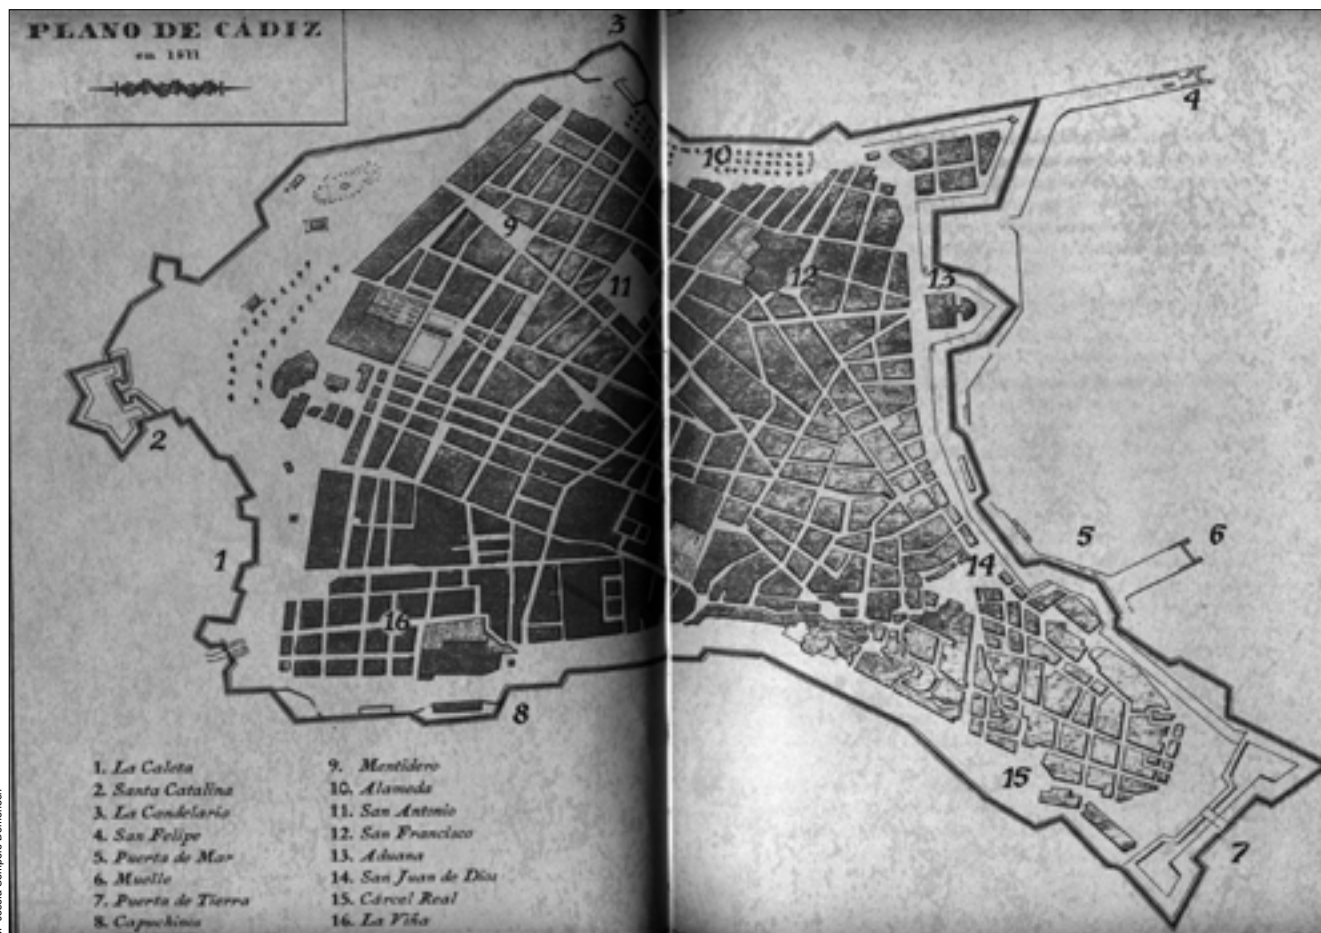 PLANO DE CÁDIZ
en 1811
3
4
10
9
11
12
13
2
1
5
6
14
16
8
15
7
1. La Caleta
2. Santa Catalina
3. La Candelaria
4. San Felipe
5. Puerta de Mar
6. Muelle
7. Puerta de Tierra
8. Capuchinos
9. Mentidero
10. Alameda
11. San Antonio
12. San Francisco
13. Aduana
14. San Juan de Dios
15. Cárcel Real
16. La Viña